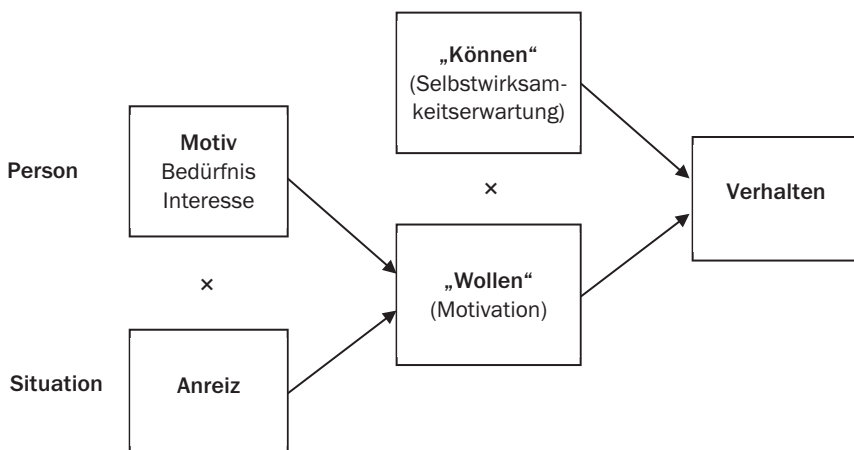 „Können“
(Selbstwirksam-
keitserwartung)
Person
Motiv
Bedürfnis
Interesse
×
Verhalten
×
„Wollen“
(Motivation)
Situation
Anreiz